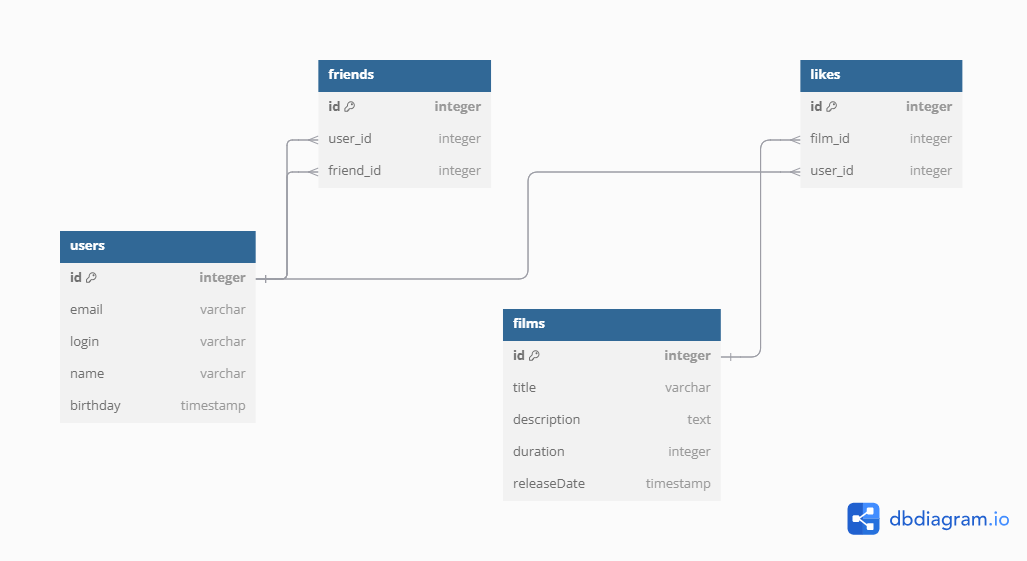 friends
id integer
user_id integer
friend_id integer
likes
id integer
film_id integer
user_id integer
users
id integer
email varchar
login varchar
name varchar
birthday timestamp
films
id integer
title varchar
description text
duration integer
releaseDate timestamp
dbdiagram.io